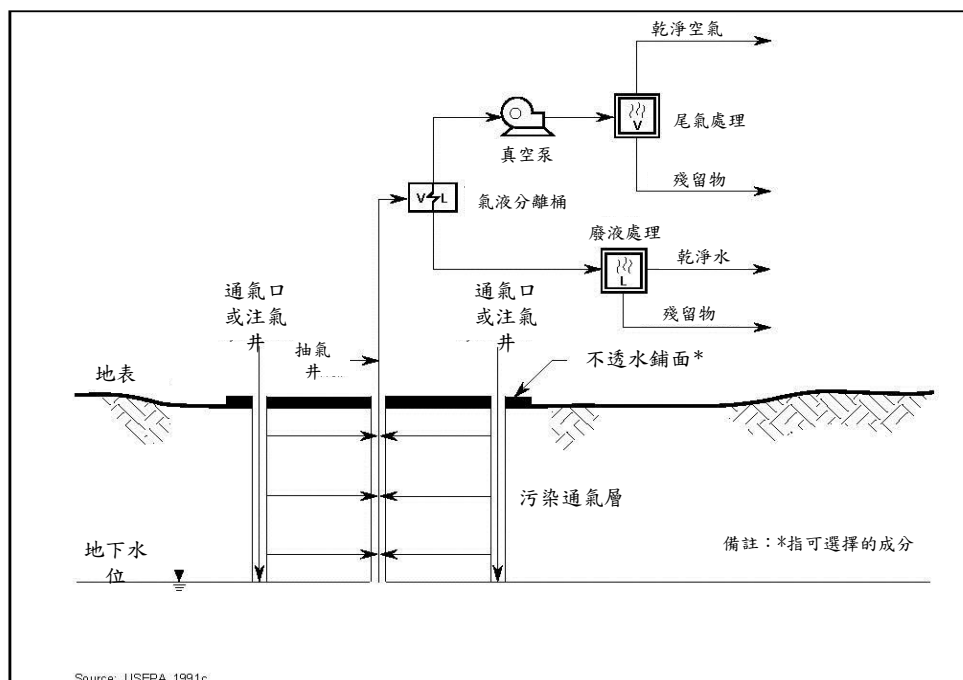 乾淨空氣
V
尾氣處理
真空泵
殘留物
V L
氣液分離桶
廢液處理
乾淨水
L
殘留物
通氣口
或注氣
井
通氣口
或注氣
井
抽氣
井
不透水鋪面*
地表
污染通氣層
備註：*指可選擇的成分
地下水
位
Source: USEPA, 1991c